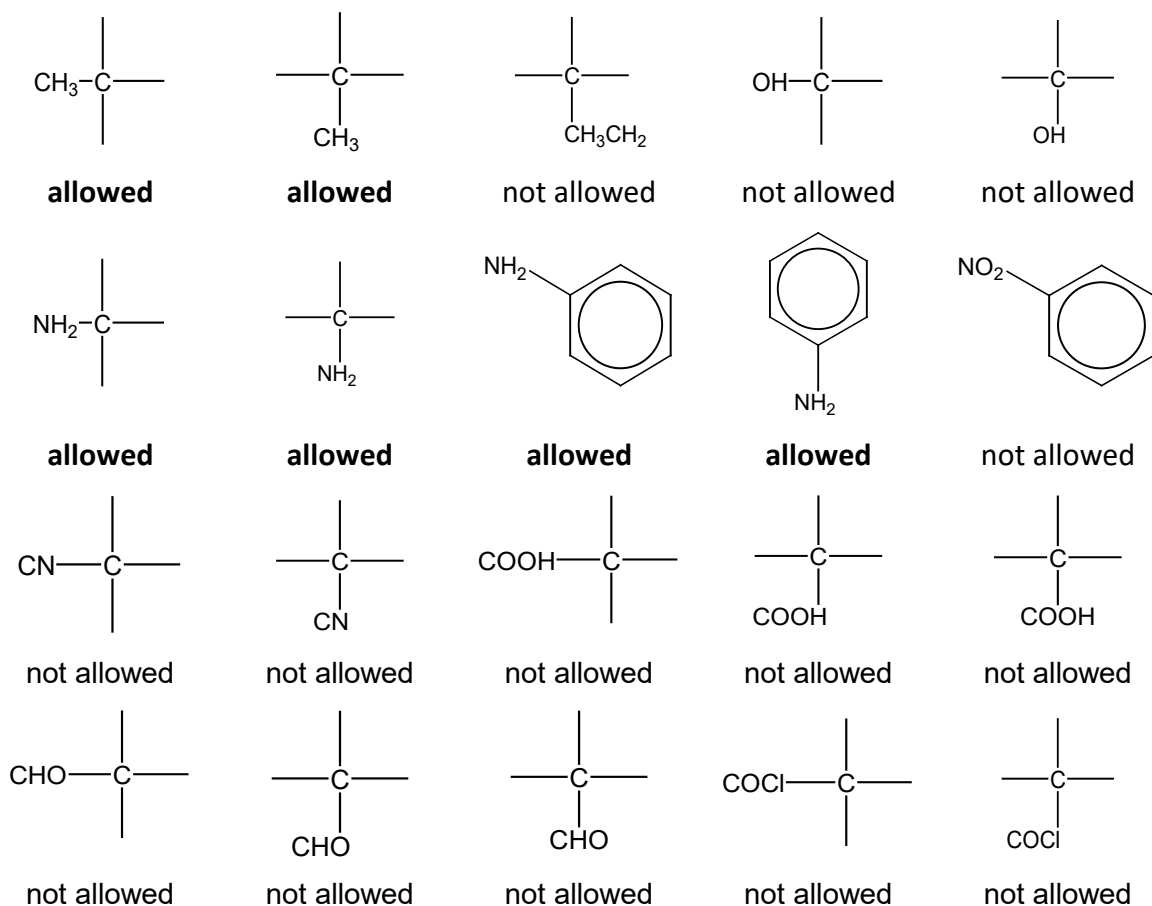 CH₃ C C C OH C C
CH₃ CH₃CH₂ OH
allowed allowed not allowed not allowed not allowed
NH₂ C C NH₂ NO₂
NH₂ NH₂
allowed allowed allowed allowed not allowed
CN C C COOH C C C
CN COOH COOH
not allowed not allowed not allowed not allowed not allowed
CHO C C C COCl C C
CHO CHO COCl
not allowed not allowed not allowed not allowed not allowed